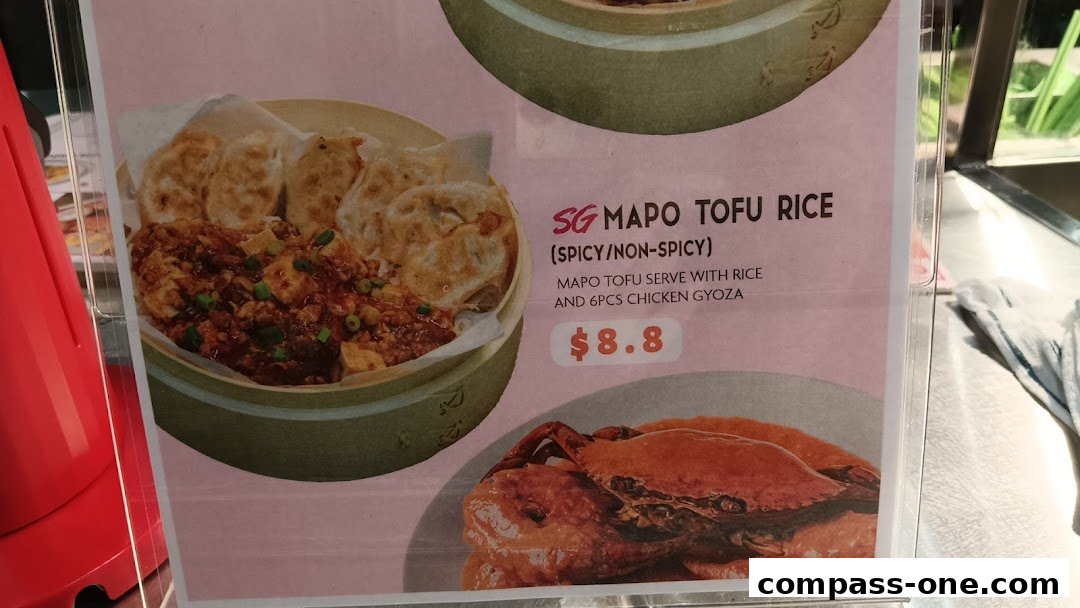 SG MAPO TOFU RICE
(SPICY/NON-SPICY)
MAPO TOFU SERVE WITH RICE
AND 6PCS CHICKEN GYOZA
$8.8
compass-one.com